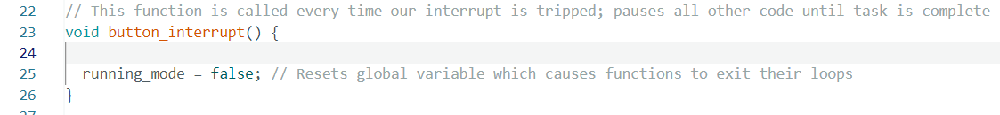 22 // This function is called every time our interrupt is tripped; pauses all other code until task is complete
23 void button_interrupt() {
24
25 running_mode = false; // Resets global variable which causes functions to exit their loops
26 }